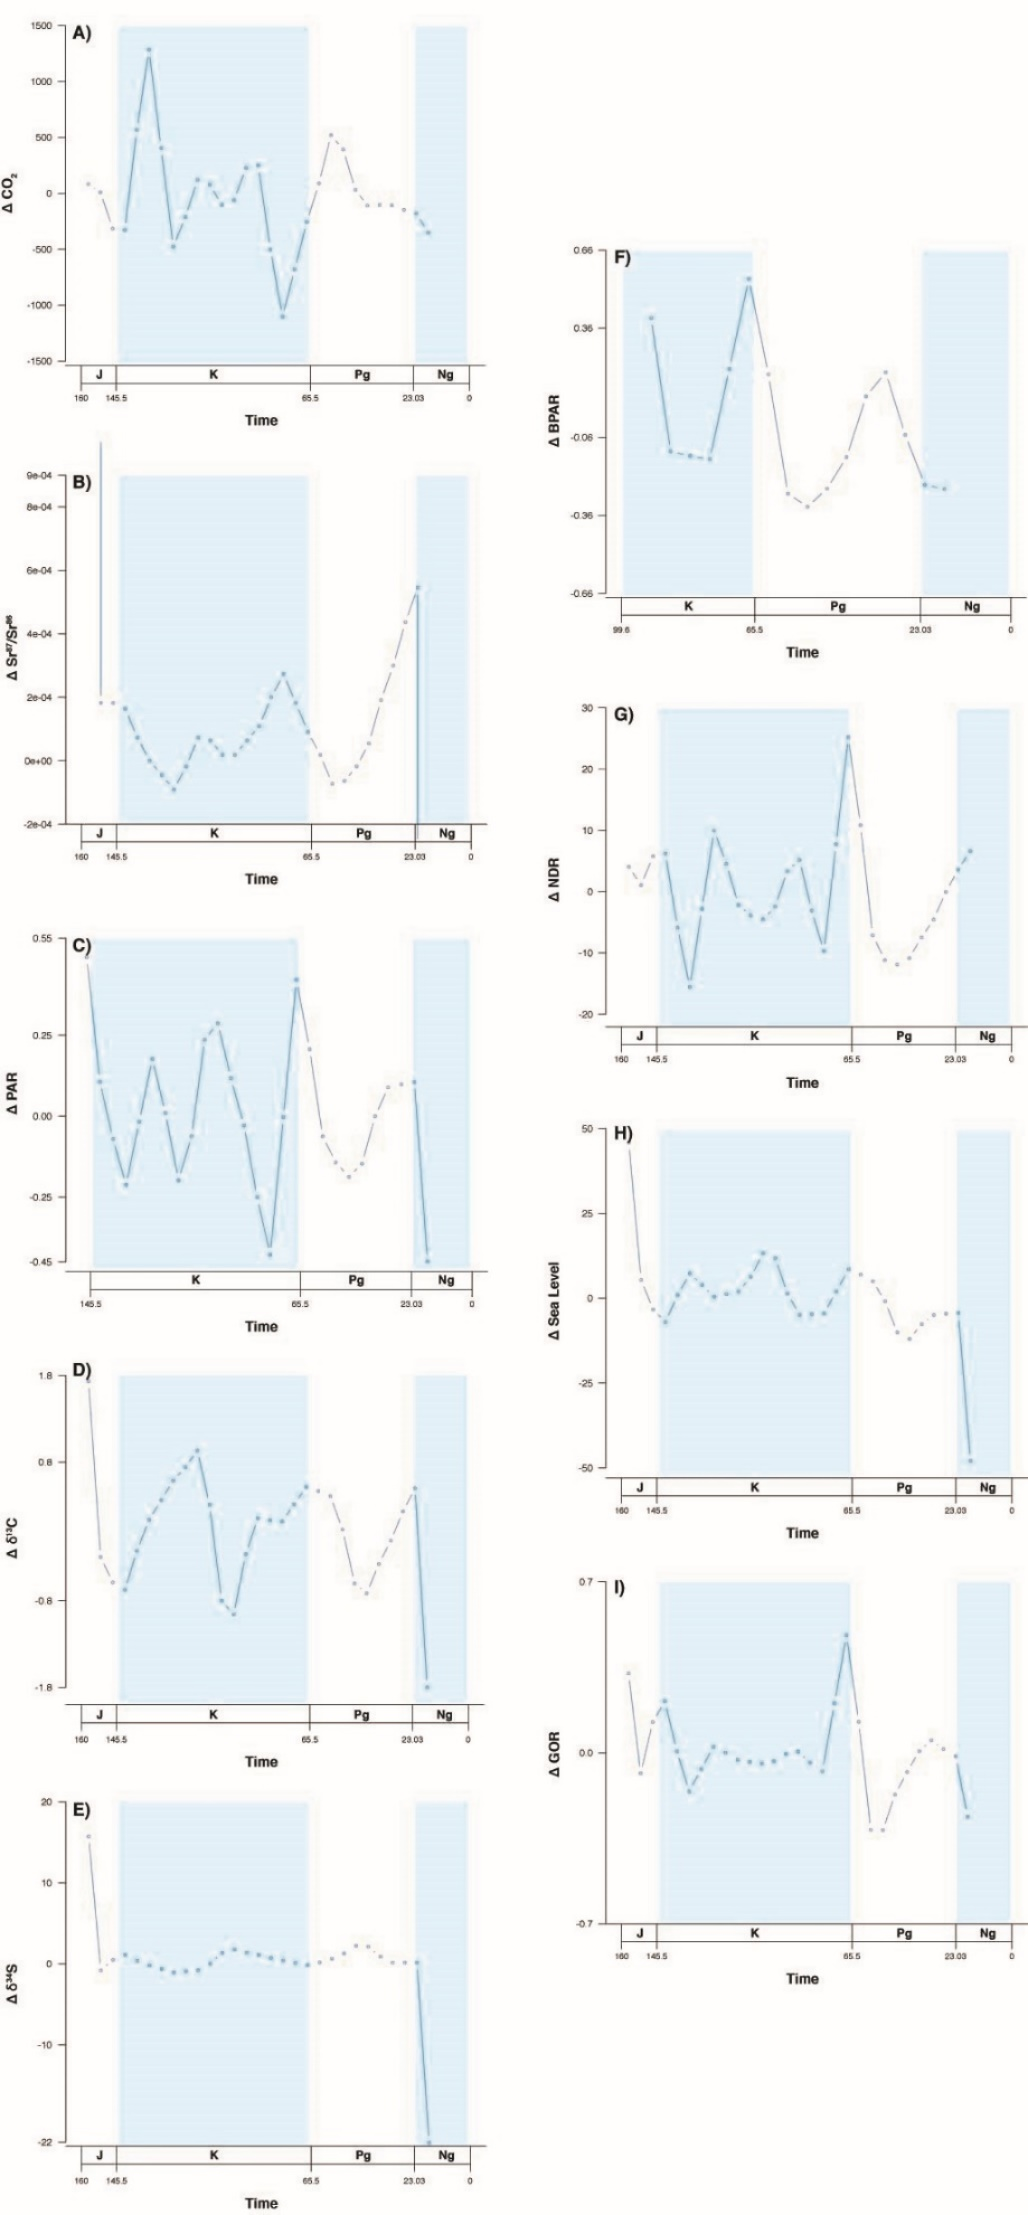 A)
1500
1000
500
0
-500
-1000
-1500
Δ CO2
J K Pg Ng
160 145.5 65.5 23.03 0
Time
B)
9e-04
8e-04
6e-04
4e-04
2e-04
0e+00
-2e-04
Δ Sr87/Sr86
J K Pg Ng
160 145.5 65.5 23.03 0
Time
C)
0.55
0.25
0.00
-0.25
-0.45
Δ PAR
K Pg Ng
145.5 65.5 23.03 0
Time
D)
1.8
0.8
-0.8
-1.8
Δ δ13C
J K Pg Ng
160 145.5 65.5 23.03 0
Time
E)
20
10
0
-10
-22
Δ δ34S
J K Pg Ng
160 145.5 65.5 23.03 0
Time
F)
0.66
0.36
-0.06
-0.36
-0.66
Δ BPAR
K Pg Ng
99.6 65.5 23.03 0
Time
G)
30
20
10
0
-10
-20
Δ NDR
J K Pg Ng
160 145.5 65.5 23.03 0
Time
H)
50
25
0
-25
-50
Δ Sea Level
J K Pg Ng
160 145.5 65.5 23.03 0
Time
I)
0.7
0.0
-0.7
Δ GOR
J K Pg Ng
160 145.5 65.5 23.03 0
Time